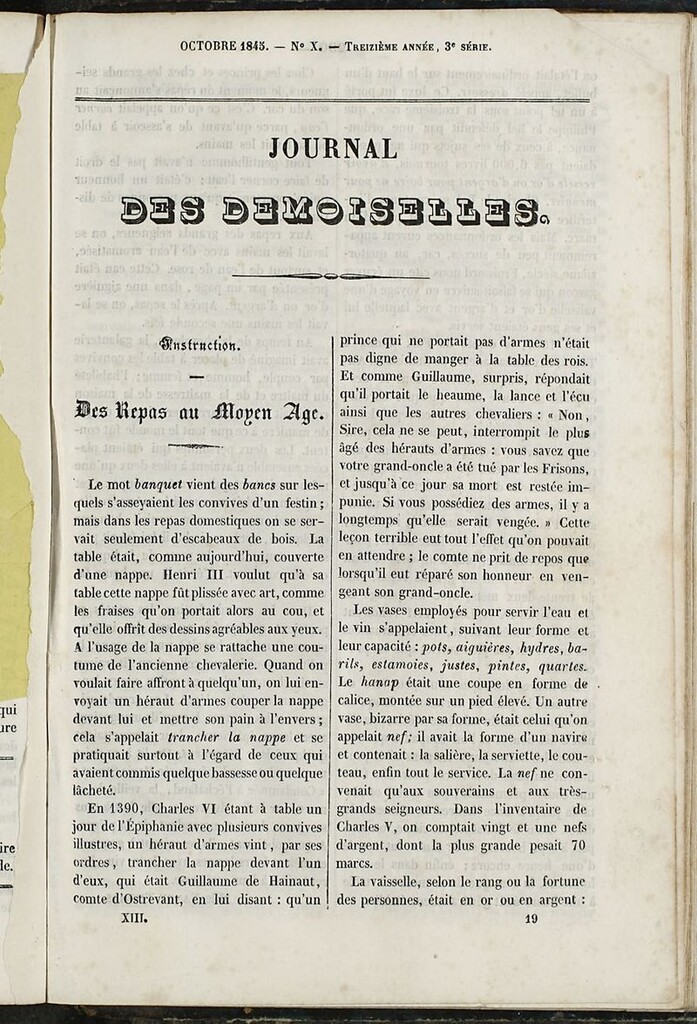 OCTOBRE 1845. — No X. — TREIZIÈME ANNÉE, 3e SÉRIE.
JOURNAL
DES DEMOISELLES.
Instruction.
Des Repas au Moyen Age.
Le mot banquet vient des bancs sur les-
quels s'asseyaient les convives d'un festin ;
mais dans les repas domestiques on se ser-
vait seulement d'escabeaux de bois. La
table était, comme aujourd'hui, couverte
d'une nappe. Henri III voulut qu'à sa
table cette nappe fût plissée avec art, comme
les fraises qu'on portait alors au cou, et
qu'elle offrît des dessins agréables aux yeux.
A l'usage de la nappe se rattache une cou-
tume de l'ancienne chevalerie. Quand on
voulait faire affront à quelqu'un, on lui en-
voyait un héraut d'armes couper la nappe
devant lui et mettre son pain à l'envers ;
cela s'appelait trancher la nappe et se
pratiquait surtout à l'égard de ceux qui
avaient commis quelque bassesse ou quelque
lâcheté.
En 1390, Charles VI étant à table un
jour de l'Épiphanie avec plusieurs convives
illustres, un héraut d'armes vint, par ses
ordres, trancher la nappe devant l'un
d'eux, qui était Guillaume de Hainaut,
comte d'Ostrevant, en lui disant : qu'un
XIII.
prince qui ne portait pas d'armes n'était
pas digne de manger à la table des rois.
Et comme Guillaume, surpris, répondait
qu'il portait le heaume, la lance et l'écu
ainsi que les autres chevaliers : « Non,
Sire, cela ne se peut, interrompit le plus
âgé des hérauts d'armes : vous savez que
votre grand-oncle a été tué par les Frisons,
et jusqu'à ce jour sa mort est restée im-
punie. Si vous possédiez des armes, il y a
longtemps qu'elle serait vengée. » Cette
leçon terrible eut tout l'effet qu'on pouvait
en attendre ; le comte ne prit de repos que
lorsqu'il eut réparé son honneur en ven-
geant son grand-oncle.
Les vases employés pour servir l'eau et
le vin s'appelaient, suivant leur forme et
leur capacité : pots, aiguières, hydres, ba-
rils, estamoies, justes, pintes, quartes.
Le hanap était une coupe en forme de
calice, montée sur un pied élevé. Un autre
vase, bizarre par sa forme, était celui qu'on
appelait nef; il avait la forme d'un navire
et contenait : la salière, la serviette, le cou-
teau, enfin tout le service. La nef ne con-
venait qu'aux souverains et aux très-
grands seigneurs. Dans l'inventaire de
Charles V, on comptait vingt et une nefs
d'argent, dont la plus grande pesait 70
marcs.
La vaisselle, selon le rang ou la fortune
des personnes, était en or ou en argent :
19